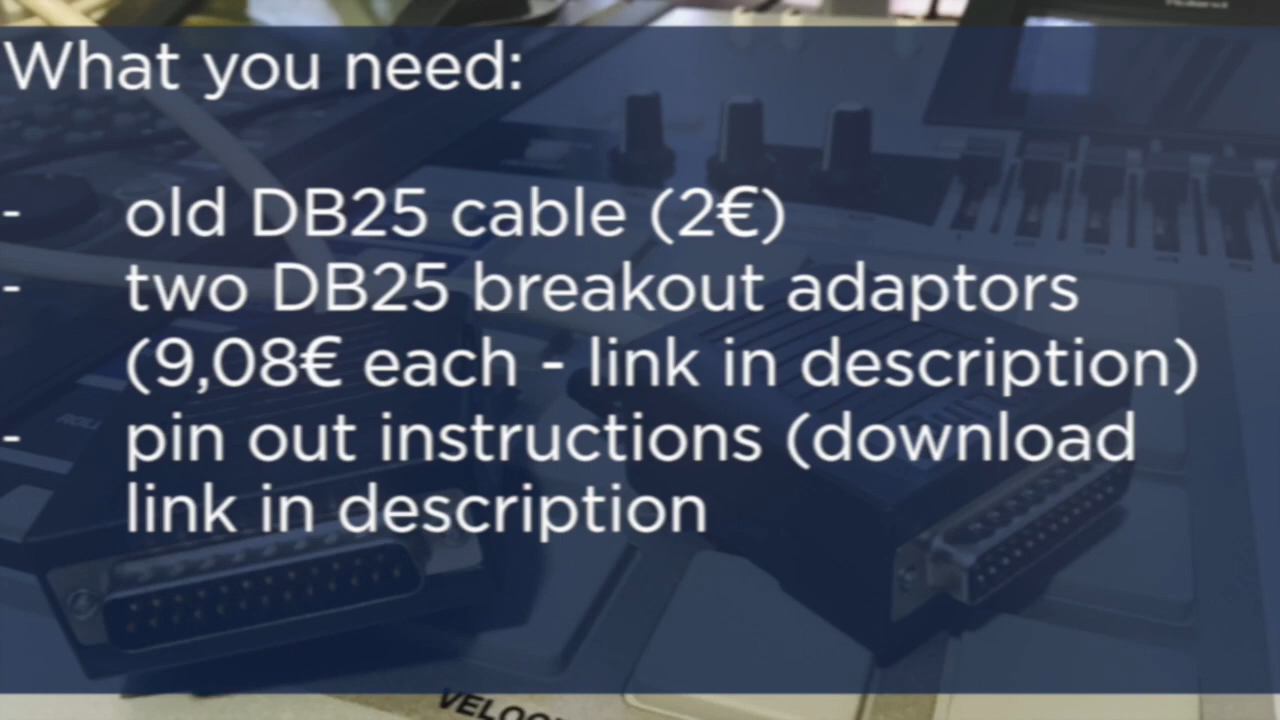 What you need:
- old DB25 cable (2€)
- two DB25 breakout adaptors
(9,08€ each - link in description)
- pin out instructions (download
link in description